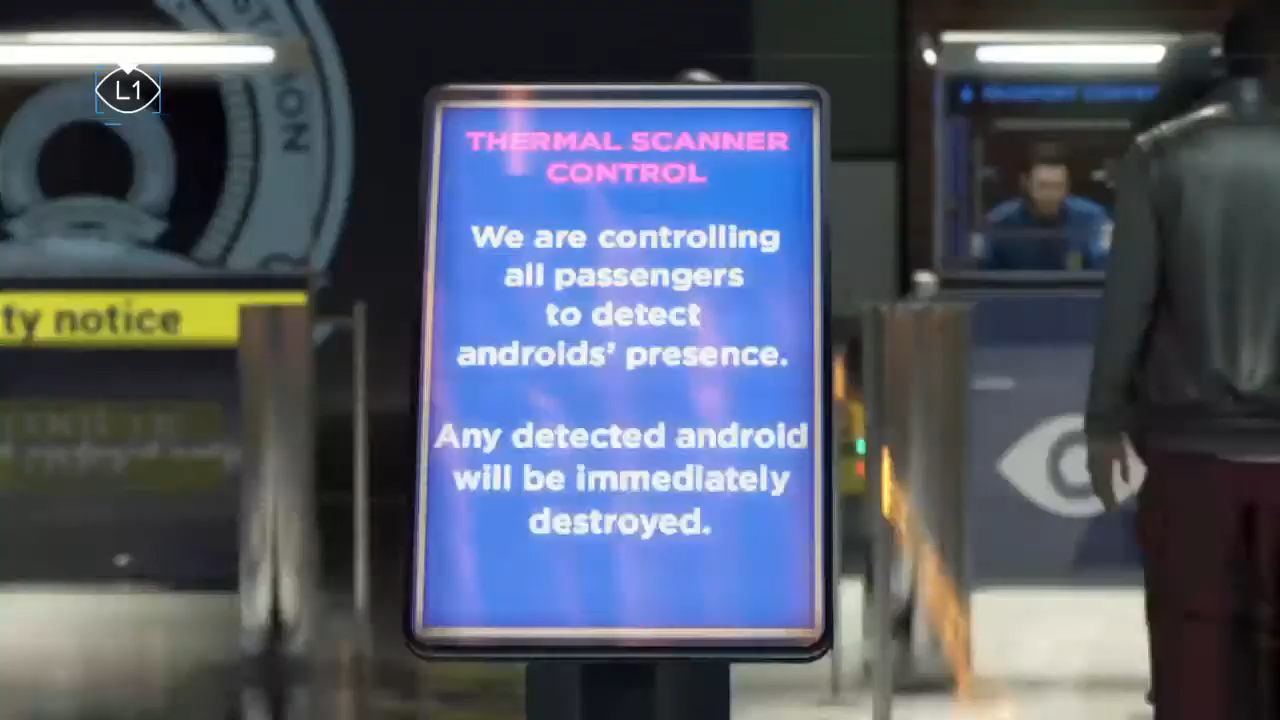 L1
THERMAL SCANNER
CONTROL
We are controlling
all passengers
to detect
androids’ presence.
Any detected android
will be immediately
destroyed.
ty notice